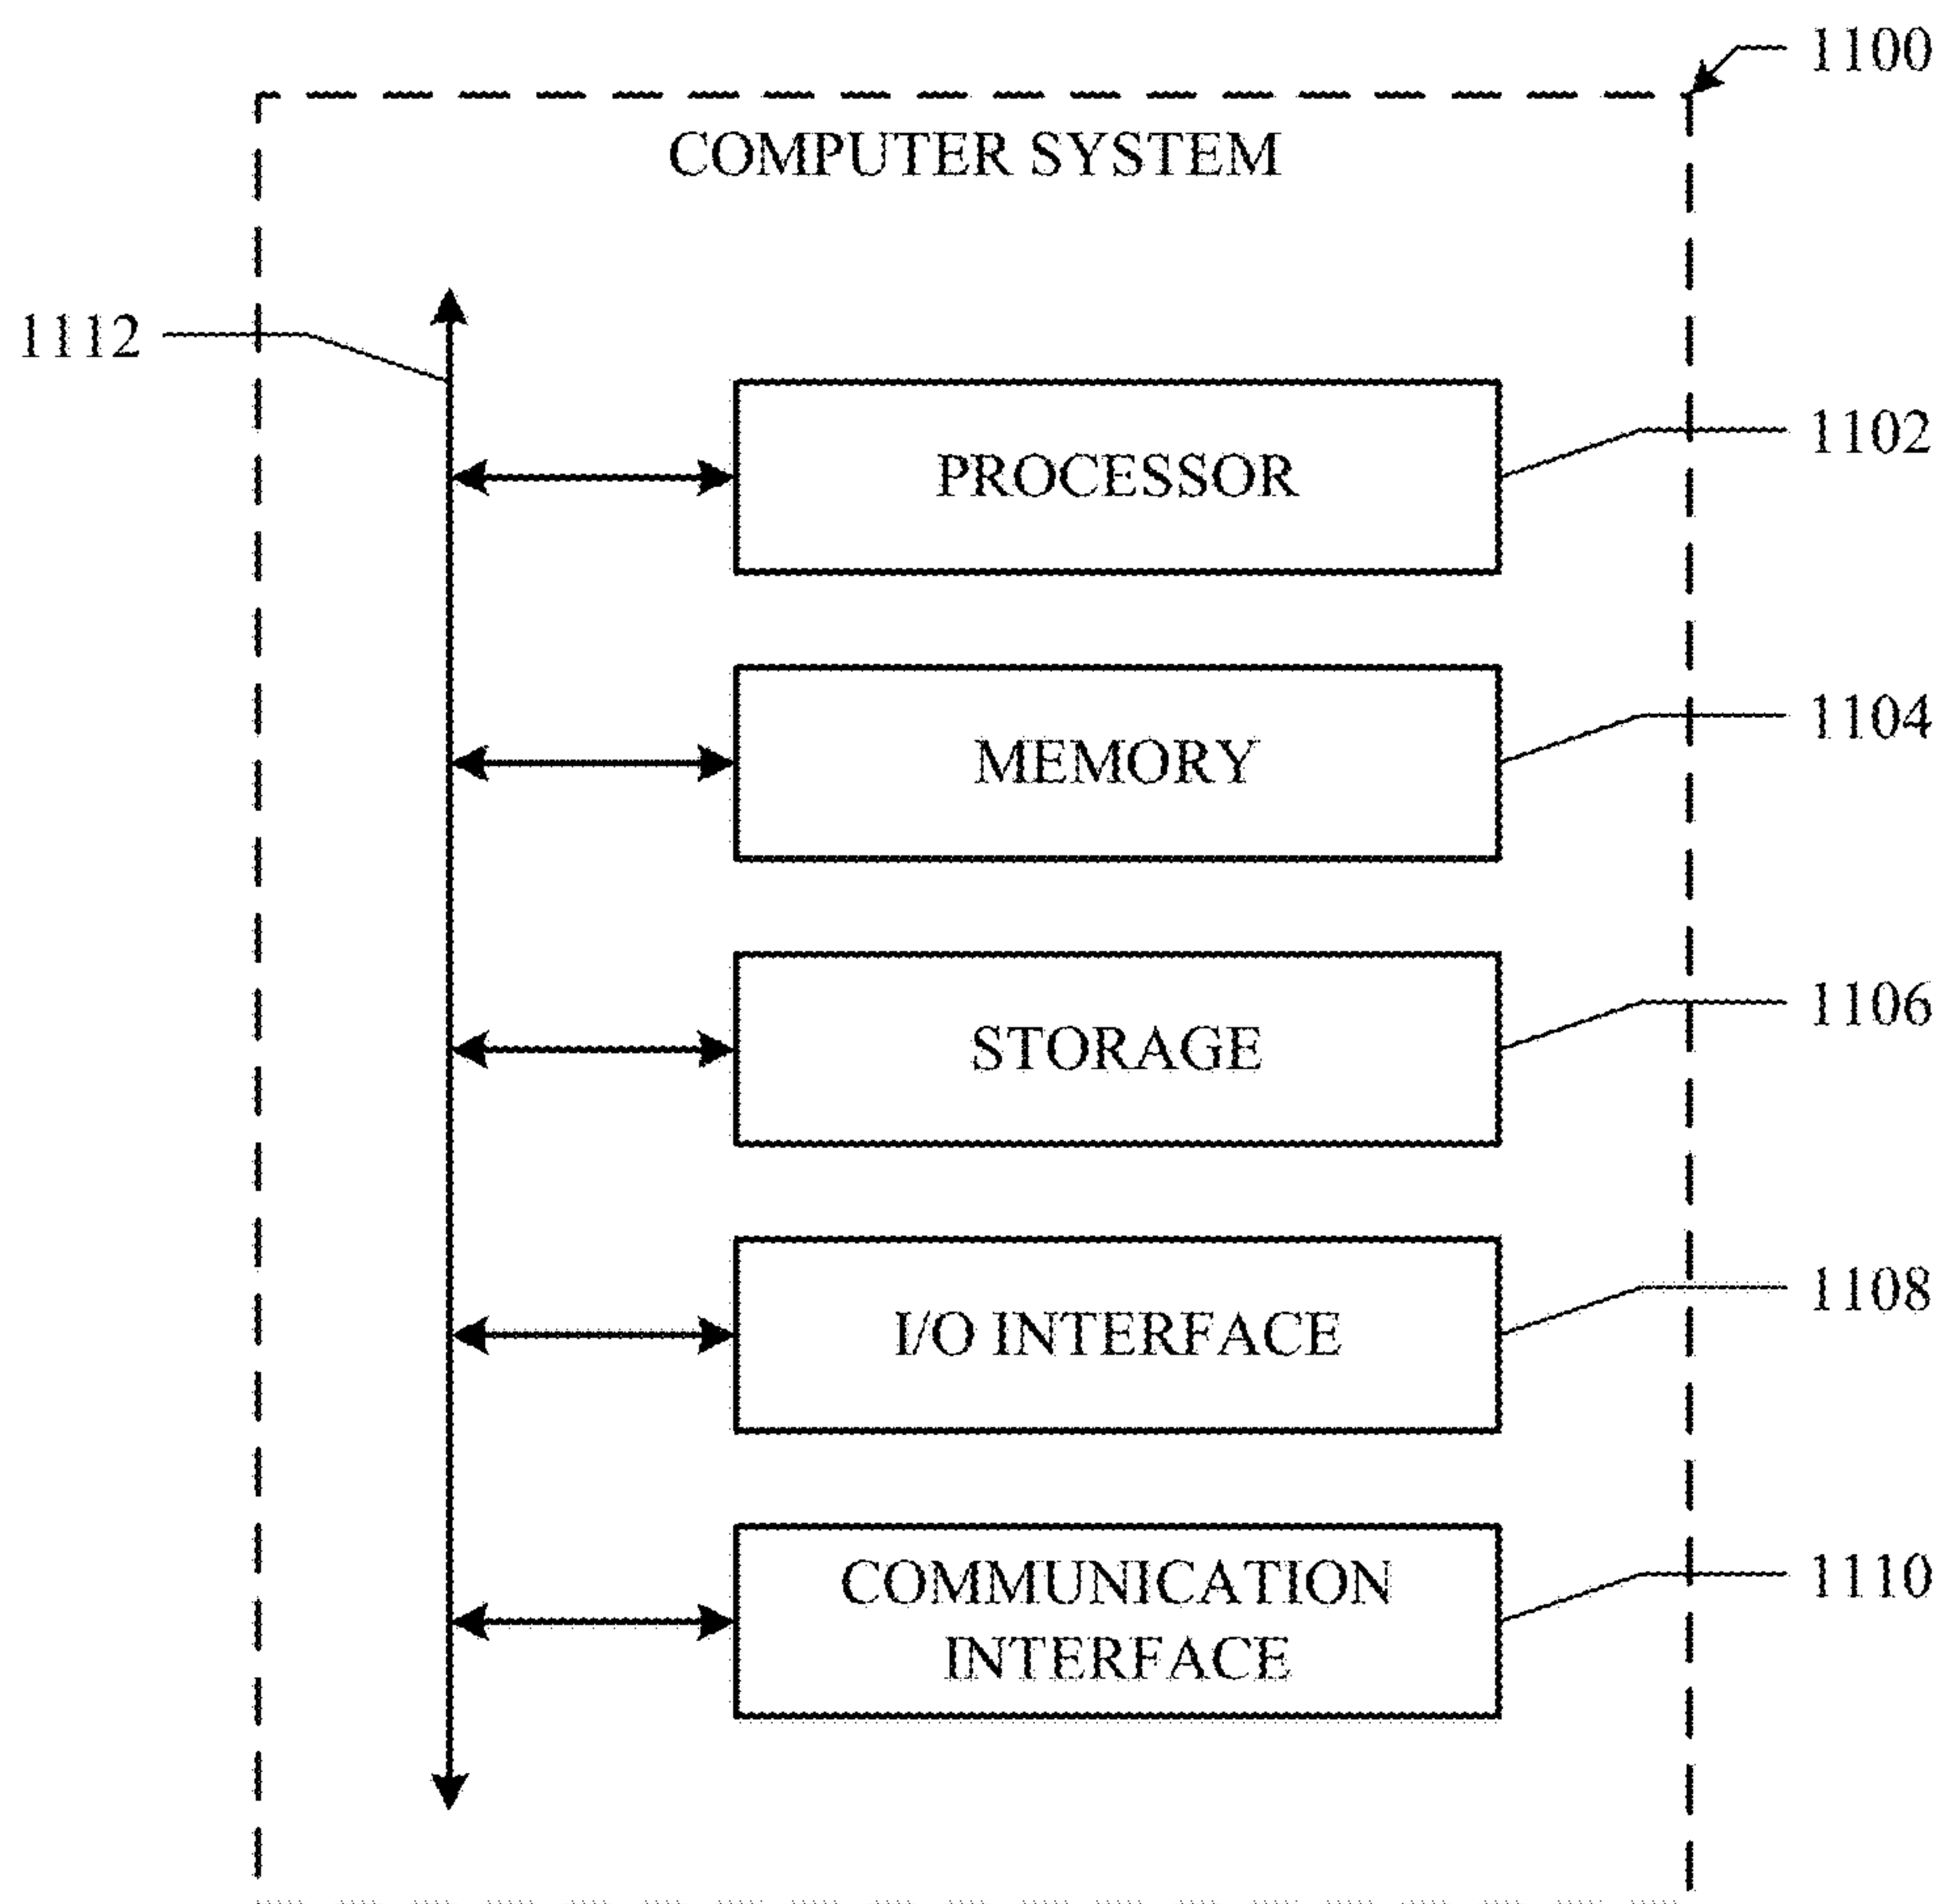 1100
COMPUTER SYSTEM
1112
1102
PROCESSOR
1104
MEMORY
1106
STORAGE
1108
I/O INTERFACE
1110
COMMUNICATION
INTERFACE